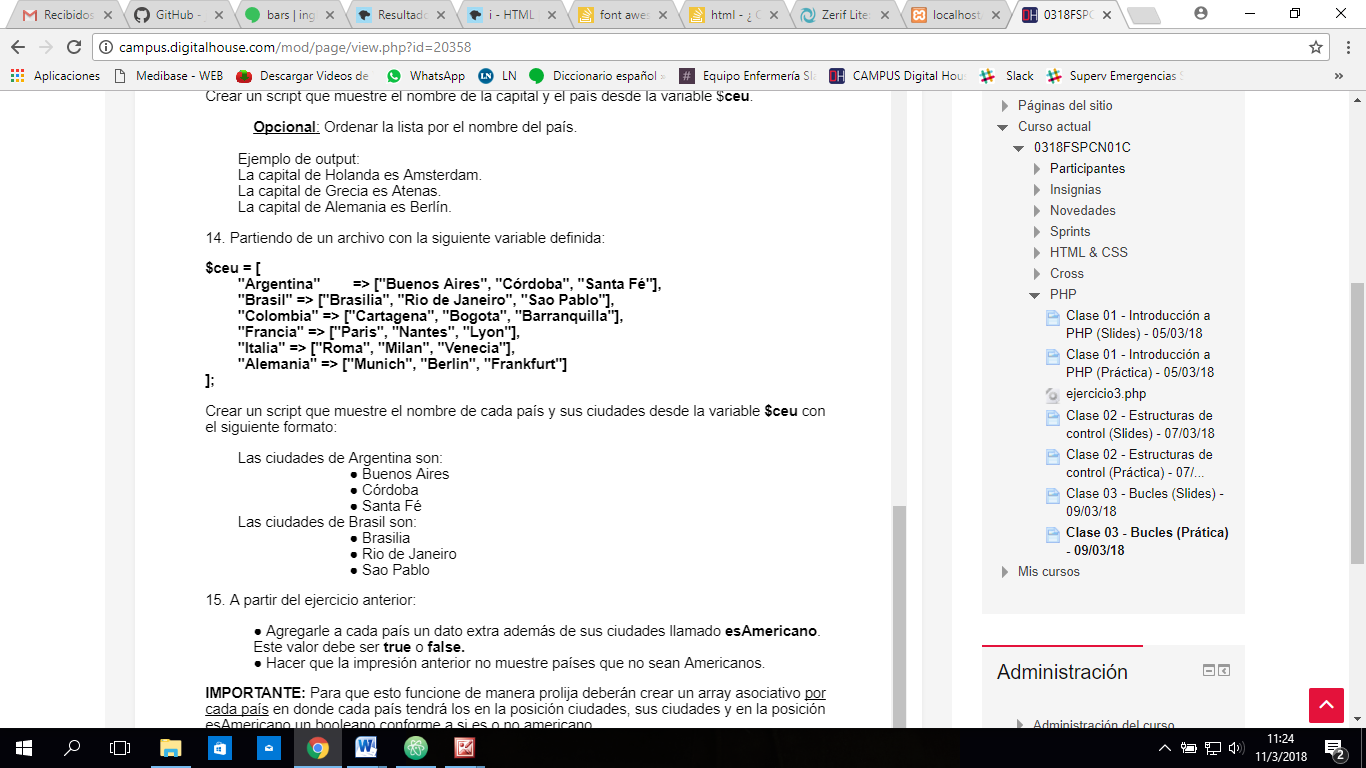 Recibidos
GitHub -
bars | ing
Resultado
i - HTML
font awes
html - ¿
Zerif Lite
localhost
0318FSPC
campus.digitalhouse.com/mod/page/view.php?id=20358
Aplicaciones
Medibase - WEB
Descargar Videos de
WhatsApp
LN
Diccionario español
Equipo Enfermería Sl
CAMPUS Digital Hou
Slack
Superv Emergencias
»
Crear un script que muestre el nombre de la capital y el país desde la variable $ceu.
Opcional: Ordenar la lista por el nombre del país.
Ejemplo de output:
La capital de Holanda es Amsterdam.
La capital de Grecia es Atenas.
La capital de Alemania es Berlín.
14. Partiendo de un archivo con la siguiente variable definida:
$ceu = [
"Argentina" => ["Buenos Aires", "Córdoba", "Santa Fé"],
"Brasil" => ["Brasilia", "Rio de Janeiro", "Sao Pablo"],
"Colombia" => ["Cartagena", "Bogota", "Barranquilla"],
"Francia" => ["Paris", "Nantes", "Lyon"],
"Italia" => ["Roma", "Milan", "Venecia"],
"Alemania" => ["Munich", "Berlin", "Frankfurt"]
];
Crear un script que muestre el nombre de cada país y sus ciudades desde la variable $ceu con
el siguiente formato:
Las ciudades de Argentina son:
● Buenos Aires
● Córdoba
● Santa Fé
Las ciudades de Brasil son:
● Brasilia
● Rio de Janeiro
● Sao Pablo
15. A partir del ejercicio anterior:
● Agregarle a cada país un dato extra además de sus ciudades llamado esAmericano.
Este valor debe ser true o false.
● Hacer que la impresión anterior no muestre países que no sean Americanos.
IMPORTANTE: Para que esto funcione de manera prolija deberán crear un array asociativo por
cada país en donde cada país tendrá los en la posición ciudades, sus ciudades y en la posición
esAmericano un booleano conforme a si es o no americano.
Páginas del sitio
Curso actual
0318FSPCN01C
Participantes
Insignias
Novedades
Sprints
HTML & CSS
Cross
PHP
Clase 01 - Introducción a
PHP (Slides) - 05/03/18
Clase 01 - Introducción a
PHP (Práctica) - 05/03/18
ejercicio3.php
Clase 02 - Estructuras de
control (Slides) - 07/03/18
Clase 02 - Estructuras de
control (Práctica) - 07/...
Clase 03 - Bucles (Slides) -
09/03/18
Clase 03 - Bucles (Prática)
- 09/03/18
Mis cursos
Administración
Administración del curso
11:24
11/3/2018
2